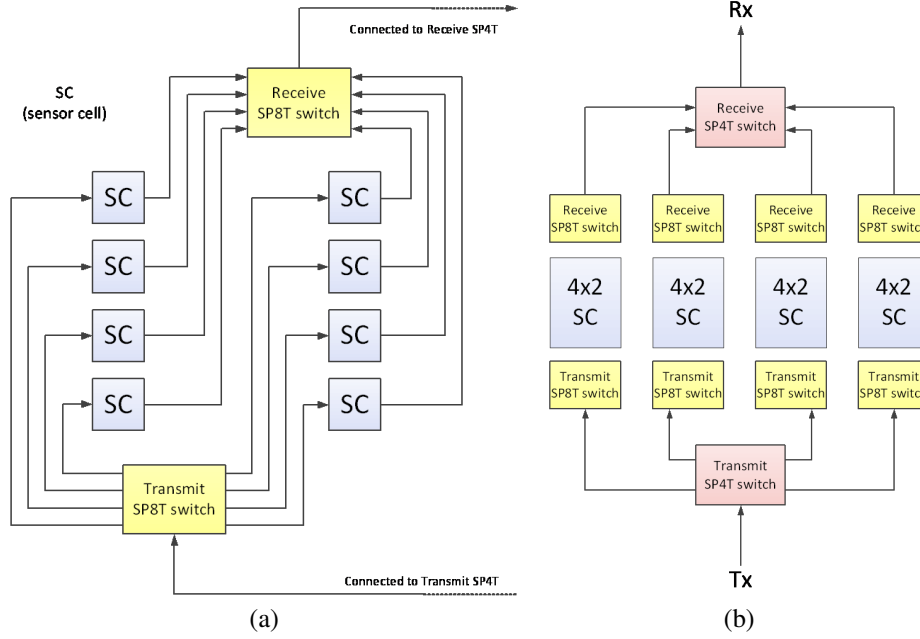 Connected to Receive SP4T
SC
(sensor cell)
Receive
SP8T switch
SC
SC
SC
SC
SC
SC
SC
SC
Transmit
SP8T switch
Connected to Transmit SP4T
(a)
Rx
Receive
SP4T switch
Receive
SP8T switch
Receive
SP8T switch
Receive
SP8T switch
Receive
SP8T switch
4x2
SC
4x2
SC
4x2
SC
4x2
SC
Transmit
SP8T switch
Transmit
SP8T switch
Transmit
SP8T switch
Transmit
SP8T switch
Transmit
SP4T switch
Tx
(b)